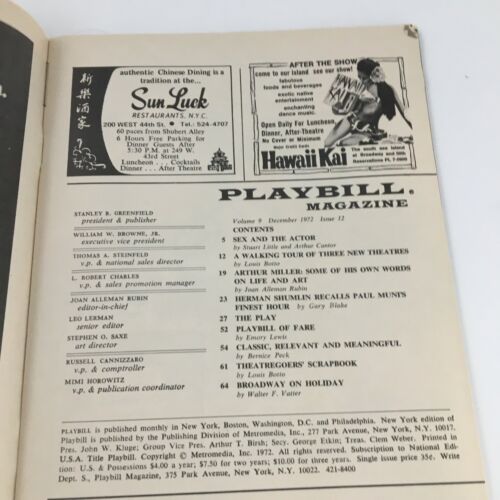 新
樂
酒
家
authentic Chinese Dining is a
tradition at the...
Sun Luck
RESTAURANTS, N.Y.C.
200 WEST 44th St. • Tel.: 524-4707
60 paces from Shubert Alley
6 Hours Free Parking for
Dinner Guests After
5:30 P.M. at 249 W.
43rd Street
Luncheon . . . Cocktails
Dinner . . . After Theatre
AFTER THE SHOW
come to our island see our show!
fabulous
foods and beverages
exotic native
entertainment
enchanting
dance music.
Open Daily For Luncheon,
Dinner, After-Theatre
No Cover or Minimum
Major Credit Cards
Hawaii Kai
The south sea island
at Broadway and 50th.
Reservations PL 7-0900
PLAYBILL®
MAGAZINE
Volume 9 December 1972 Issue 12
CONTENTS
5 SEX AND THE ACTOR
by Stuart Little and Arthur Cantor
12 A WALKING TOUR OF THREE NEW THEATRES
by Louis Botto
19 ARTHUR MILLER: SOME OF HIS OWN WORDS
ON LIFE AND ART
by Joan Alleman Rubin
23 HERMAN SHUMLIN RECALLS PAUL MUNI'S
FINEST HOUR by Gary Blake
27 THE PLAY
52 PLAYBILL OF FARE
by Emory Lewis
54 CLASSIC, RELEVANT AND MEANINGFUL
by Bernice Peck
61 THEATREGOERS' SCRAPBOOK
by Louis Botto
64 BROADWAY ON HOLIDAY
by Walter F. Vatter
STANLEY R. GREENFIELD
president & publisher
WILLIAM W. BROWNE, JR.
executive vice president
THOMAS A. STEINFELD
v.p. & national sales director
L. ROBERT CHARLES
v.p. & sales promotion manager
JOAN ALLEMAN RUBIN
editor-in-chief
LEO LERMAN
senior editor
STEPHEN O. SAXE
art director
RUSSELL CANNIZZARO
v.p. & comptroller
MIMI HOROWITZ
v.p. & publication coordinator
PLAYBILL is published monthly in New York, Boston, Washington, D.C. and Philadelphia. New York edition of
Playbill is published by the Publishing Division of Metromedia, Inc., 277 Park Avenue, New York, N.Y. 10017.
Pres. John W. Kluge; Group Vice Pres. Arthur T. Birsh; Secy. George Etkin; Treas. Clem Weber. Printed in
U.S.A. Title Playbill. Copyright © Metromedia, Inc. 1972. All rights reserved. Subscription to National Edi-
tion: U.S. & Possessions $4.00 a year; $7.50 for two years; $10.00 for three years. Single issue price 35¢. Write
Dept. S., Playbill Magazine, 375 Park Avenue, New York, N.Y. 10022. 421-8400